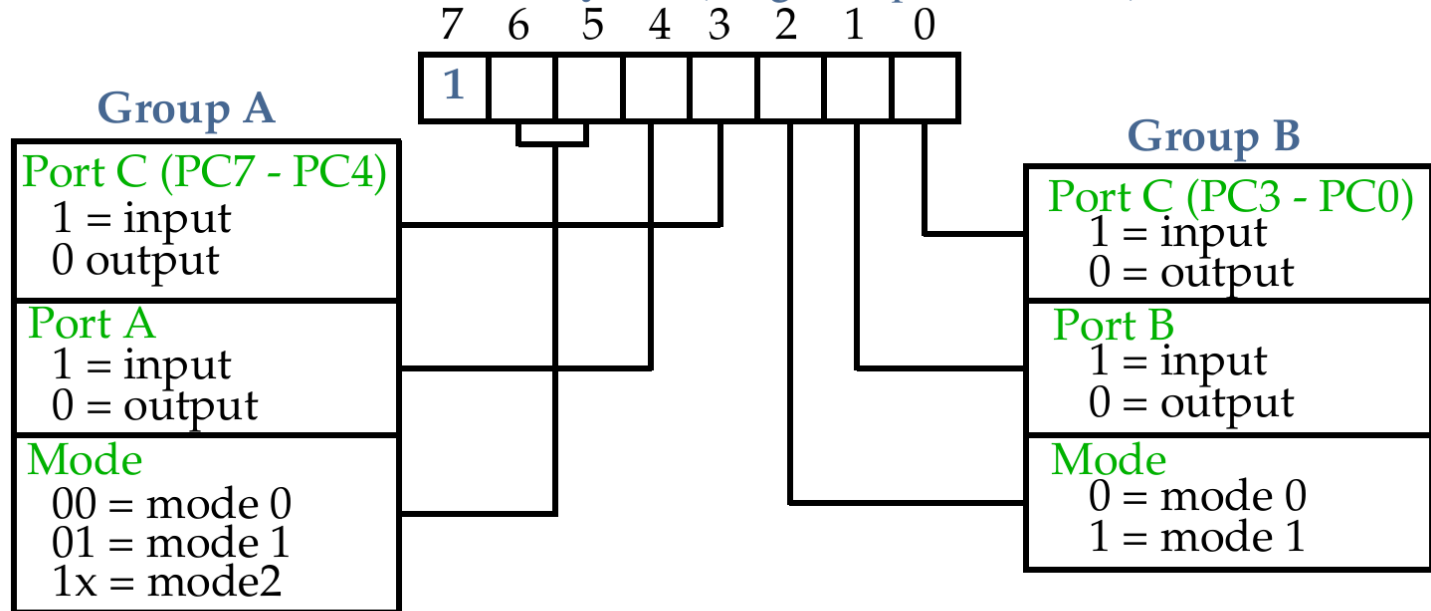 7 6 5 4 3 2 1 0
1
Group A
Port C (PC7 - PC4)
1 = input
0 output
Port A
1 = input
0 = output
Mode
00 = mode 0
01 = mode 1
1x = mode2
Group B
Port C (PC3 - PC0)
1 = input
0 = output
Port B
1 = input
0 = output
Mode
0 = mode 0
1 = mode 1